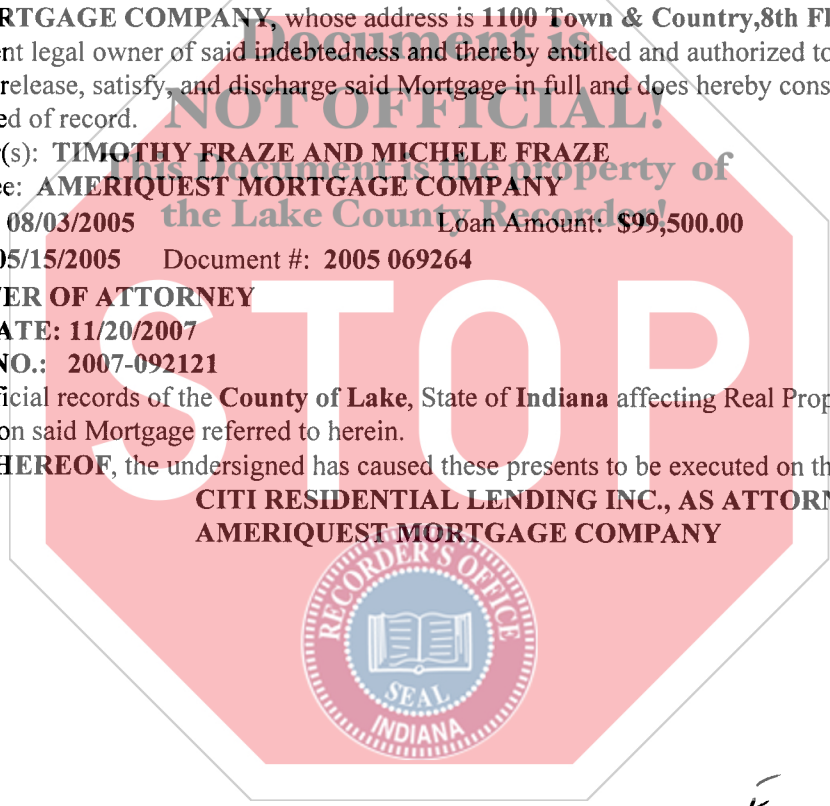 RTGAGE COMPANY, whose address is 1100 Town & Country,8th Fl
Document is
nt legal owner of said indebtedness and thereby entitled and authorized to
release, satisfy, and discharge said Mortgage in full and does hereby cons
NOT OFFICIAL!
ed of record.
(s): TIMOTHY FRAZE AND MICHELE FRAZE
This Document is the property of
e: AMERIQUEST MORTGAGE COMPANY
08/03/2005 Loan Amount: $99,500.00
the Lake County Recorder!
05/15/2005 Document #: 2005 069264
ER OF ATTORNEY
ATE: 11/20/2007
NO.: 2007-092121
STOP
ficial records of the County of Lake, State of Indiana affecting Real Prop
on said Mortgage referred to herein.
HEREOF, the undersigned has caused these presents to be executed on th
CITI RESIDENTIAL LENDING INC., AS ATTORN
AMERIQUEST MORTGAGE COMPANY
RECORDER'S OFFICE
SEAL
INDIANA